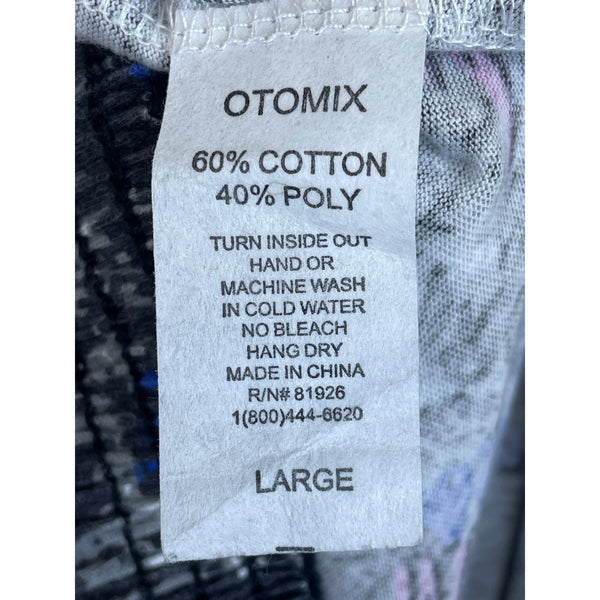 OTOMIX
60% COTTON
40% POLY
TURN INSIDE OUT
HAND OR
MACHINE WASH
IN COLD WATER
NO BLEACH
HANG DRY
MADE IN CHINA
R/N# 81926
1(800)444-6620
LARGE